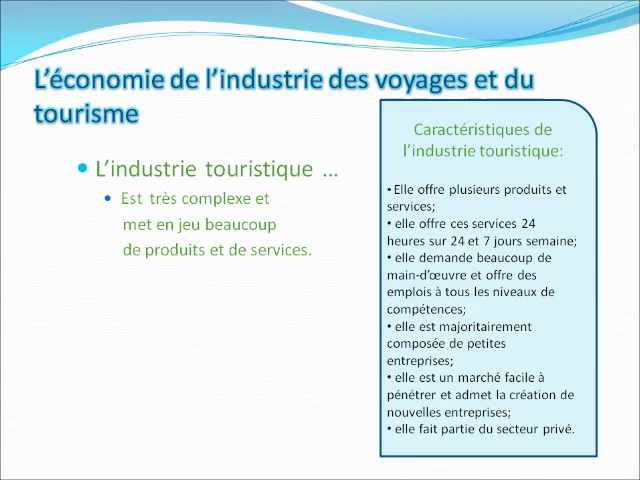 L’économie de l’industrie des voyages et du
tourisme
• L’industrie touristique …
• Est très complexe et
met en jeu beaucoup
de produits et de services.
Caractéristiques de
l’industrie touristique:
• Elle offre plusieurs produits et
services;
• elle offre ces services 24
heures sur 24 et 7 jours semaine;
• elle demande beaucoup de
main-d’œuvre et offre des
emplois à tous les niveaux de
compétences;
• elle est majoritairement
composée de petites
entreprises;
• elle est un marché facile à
pénétrer et admet la création de
nouvelles entreprises;
• elle fait partie du secteur privé.